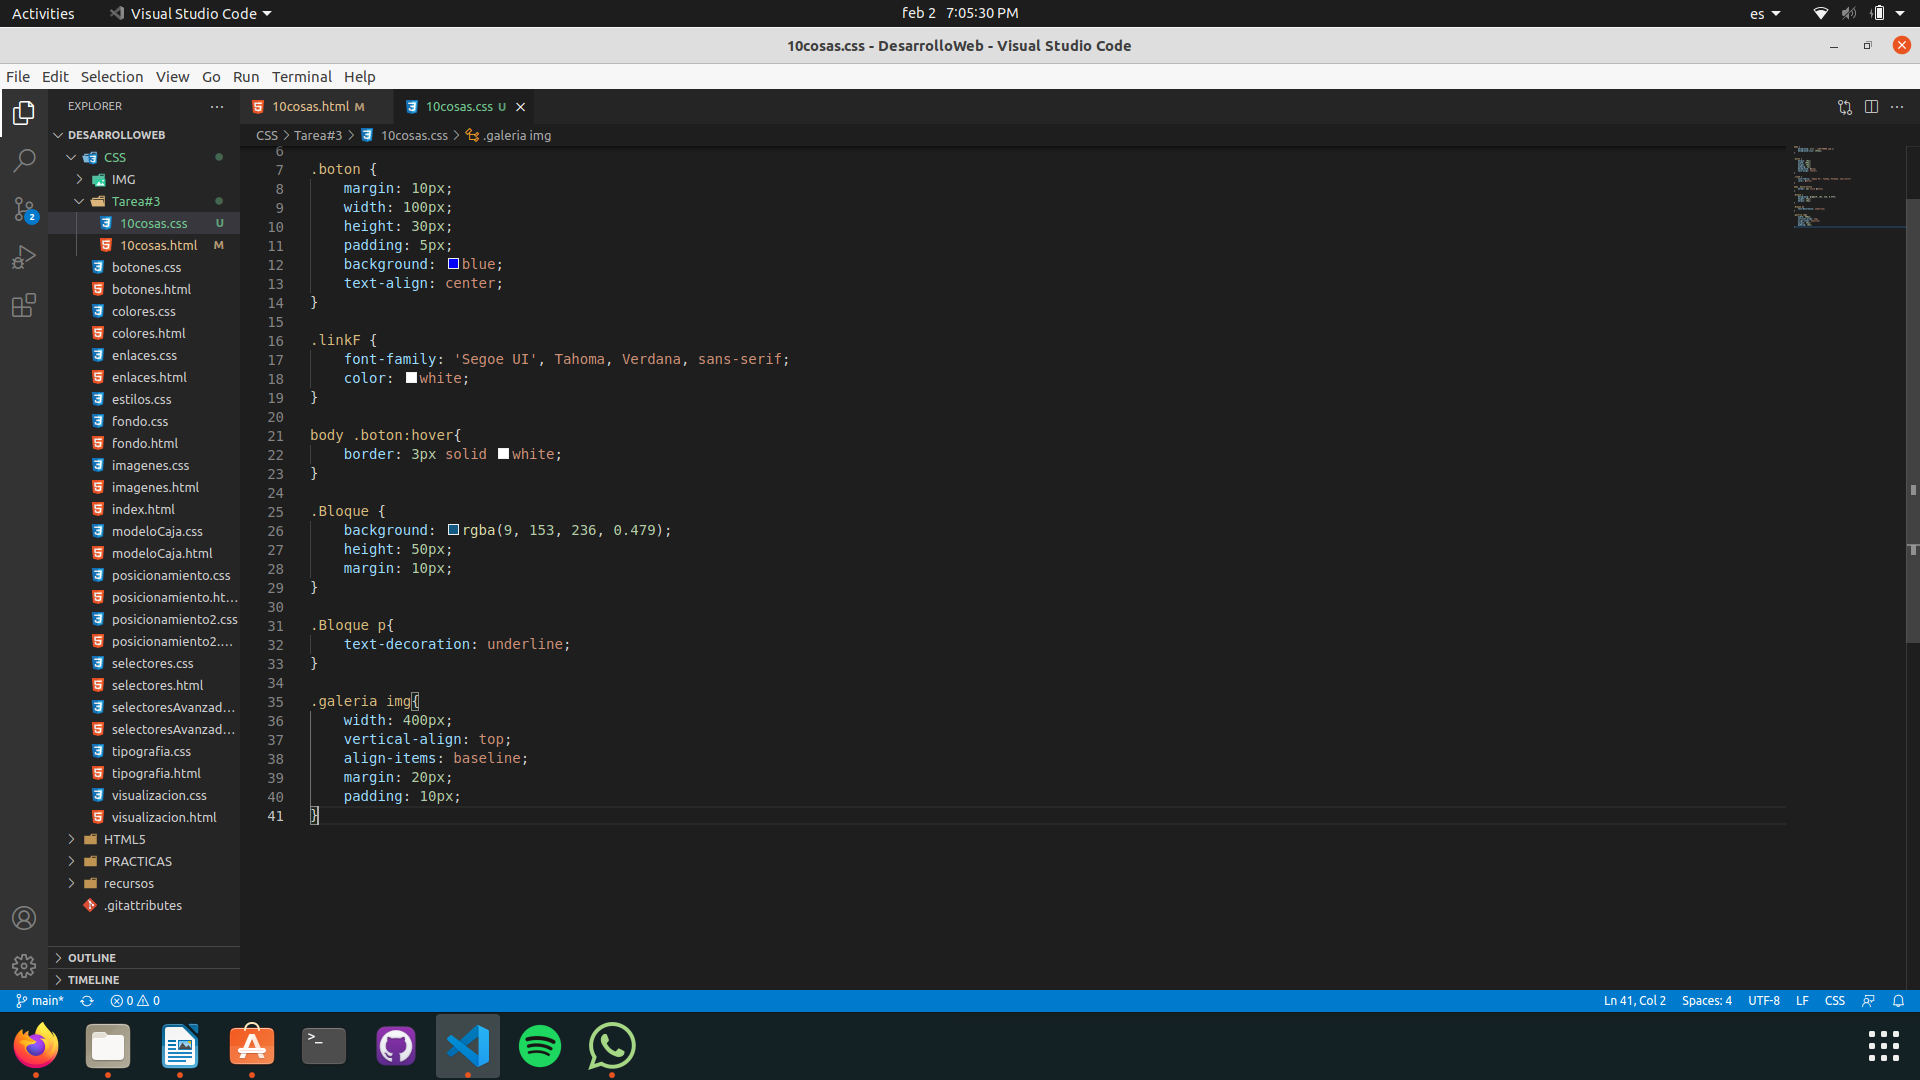 Activities
Visual Studio Code
feb 2 7:05:30 PM
es
10cosas.css - DesarrolloWeb - Visual Studio Code
File Edit Selection View Go Run Terminal Help
EXPLORER
DESARROLLOWEB
CSS
IMG
Tarea#3
10cosas.css U
10cosas.html M
botones.css
botones.html
colores.css
colores.html
enlaces.css
enlaces.html
estilos.css
fondo.css
fondo.html
imagenes.css
imagenes.html
index.html
modeloCaja.css
modeloCaja.html
posicionamiento.css
posicionamiento.ht...
posicionamiento2.css
posicionamiento2....
selectores.css
selectores.html
selectoresAvanzad...
selectoresAvanzad...
tipografia.css
tipografia.html
visualizacion.css
visualizacion.html
HTML5
PRACTICAS
recursos
.gitattributes
OUTLINE
TIMELINE
2
10cosas.html M
10cosas.css U
CSS > Tarea#3 > 10cosas.css > .galeria img
6
7 .boton {
8 margin: 10px;
9 width: 100px;
10 height: 30px;
11 padding: 5px;
12 background: blue;
13 text-align: center;
14 }
15
16 .linkF {
17 font-family: 'Segoe UI', Tahoma, Verdana, sans-serif;
18 color: white;
19 }
20
21 body .boton:hover{
22 border: 3px solid white;
23 }
24
25 .Bloque {
26 background: rgba(9, 153, 236, 0.479);
27 height: 50px;
28 margin: 10px;
29 }
30
31 .Bloque p{
32 text-decoration: underline;
33 }
34
35 .galeria img{
36 width: 400px;
37 vertical-align: top;
38 align-items: baseline;
39 margin: 20px;
40 padding: 10px;
41 }
main* 0 0
Ln 41, Col 2 Spaces: 4 UTF-8 LF CSS